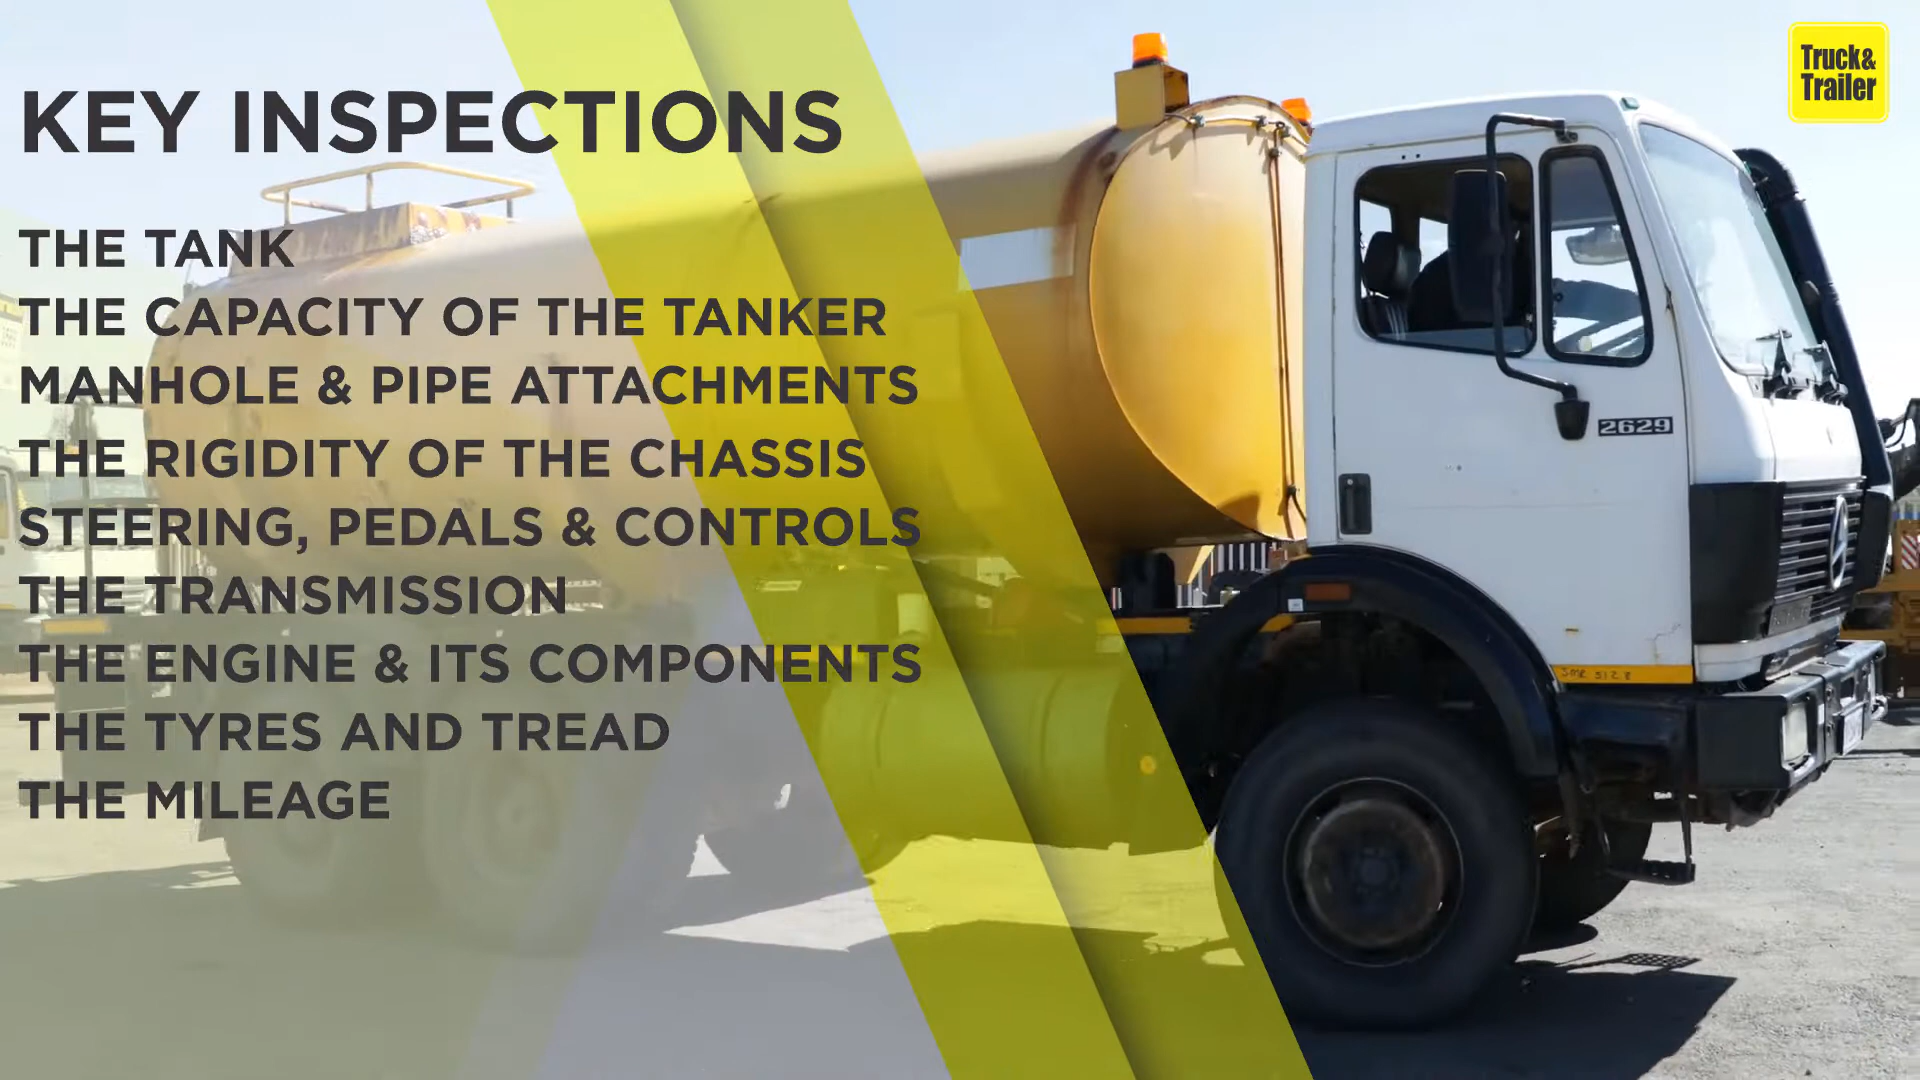 KEY INSPECTIONS
THE TANK
THE CAPACITY OF THE TANKER
MANHOLE & PIPE ATTACHMENTS
THE RIGIDITY OF THE CHASSIS
STEERING, PEDALS & CONTROLS
THE TRANSMISSION
THE ENGINE & ITS COMPONENTS
THE TYRES AND TREAD
THE MILEAGE
Truck&
Trailer
2629